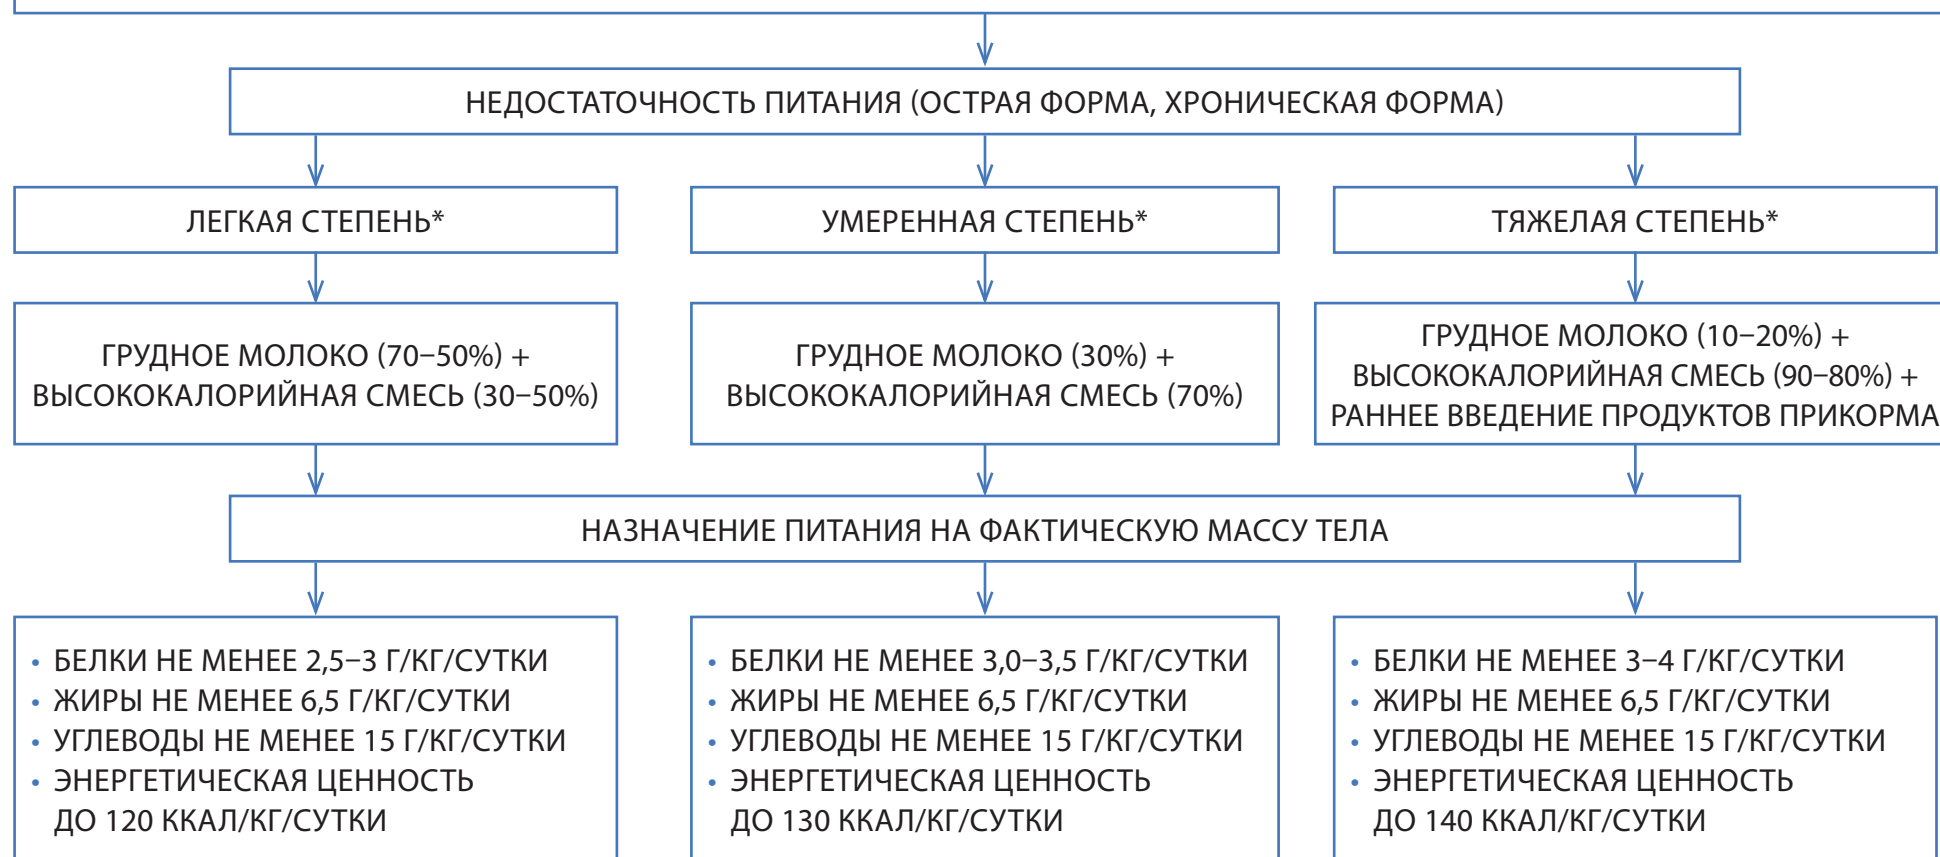 НЕДОСТАТОЧНОСТЬ ПИТАНИЯ (ОСТРАЯ ФОРМА, ХРОНИЧЕСКАЯ ФОРМА)
ЛЕГКАЯ СТЕПЕНЬ*
УМЕРЕННАЯ СТЕПЕНЬ*
ТЯЖЕЛАЯ СТЕПЕНЬ*
ГРУДНОЕ МОЛОКО (70–50%) +
ВЫСОКОКАЛОРИЙНАЯ СМЕСЬ (30–50%)
ГРУДНОЕ МОЛОКО (30%) +
ВЫСОКОКАЛОРИЙНАЯ СМЕСЬ (70%)
ГРУДНОЕ МОЛОКО (10–20%) +
ВЫСОКОКАЛОРИЙНАЯ СМЕСЬ (90–80%) +
РАННЕЕ ВВЕДЕНИЕ ПРОДУКТОВ ПРИКОРМА
НАЗНАЧЕНИЕ ПИТАНИЯ НА ФАКТИЧЕСКУЮ МАССУ ТЕЛА
• БЕЛКИ НЕ МЕНЕЕ 2,5–3 Г/КГ/СУТКИ
• ЖИРЫ НЕ МЕНЕЕ 6,5 Г/КГ/СУТКИ
• УГЛЕВОДЫ НЕ МЕНЕЕ 15 Г/КГ/СУТКИ
• ЭНЕРГЕТИЧЕСКАЯ ЦЕННОСТЬ
ДО 120 ККАЛ/КГ/СУТКИ
• БЕЛКИ НЕ МЕНЕЕ 3,0–3,5 Г/КГ/СУТКИ
• ЖИРЫ НЕ МЕНЕЕ 6,5 Г/КГ/СУТКИ
• УГЛЕВОДЫ НЕ МЕНЕЕ 15 Г/КГ/СУТКИ
• ЭНЕРГЕТИЧЕСКАЯ ЦЕННОСТЬ
ДО 130 ККАЛ/КГ/СУТКИ
• БЕЛКИ НЕ МЕНЕЕ 3–4 Г/КГ/СУТКИ
• ЖИРЫ НЕ МЕНЕЕ 6,5 Г/КГ/СУТКИ
• УГЛЕВОДЫ НЕ МЕНЕЕ 15 Г/КГ/СУТКИ
• ЭНЕРГЕТИЧЕСКАЯ ЦЕННОСТЬ
ДО 140 ККАЛ/КГ/СУТКИ